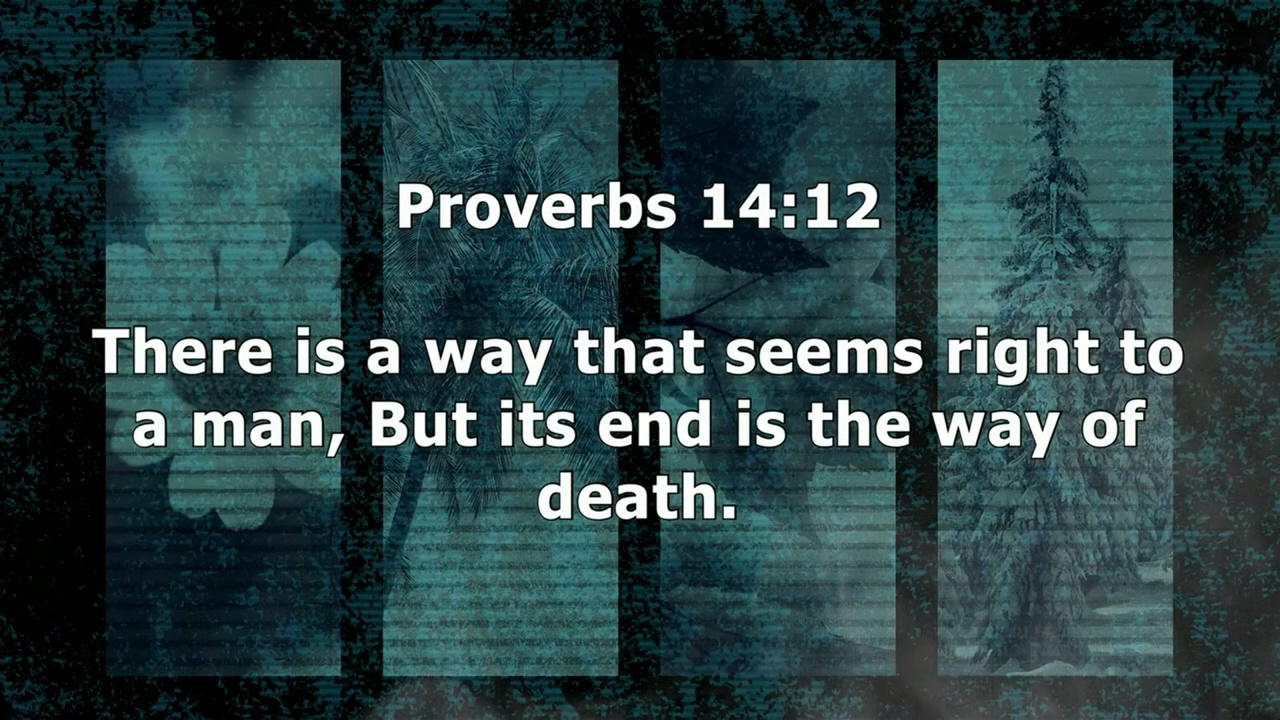 Proverbs 14:12
There is a way that seems right to
a man, But its end is the way of
death.